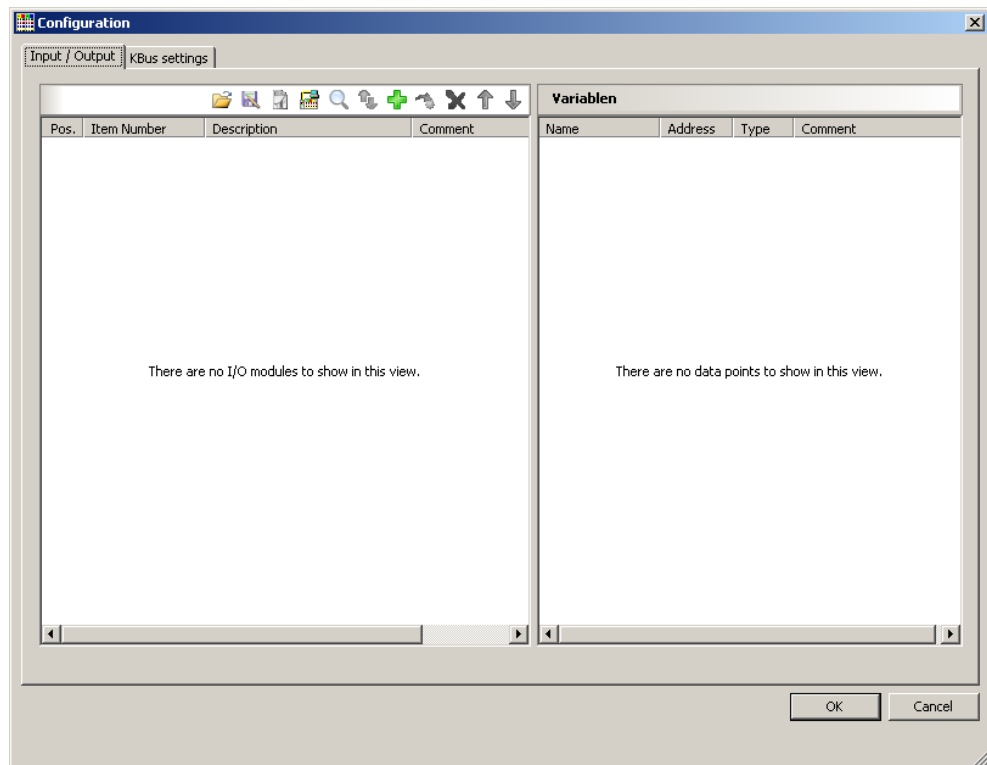 Configuration
Input / Output KBus settings
Variablen
Pos. Item Number Description Comment
Name Address Type Comment
There are no I/O modules to show in this view.
There are no data points to show in this view.
OK Cancel